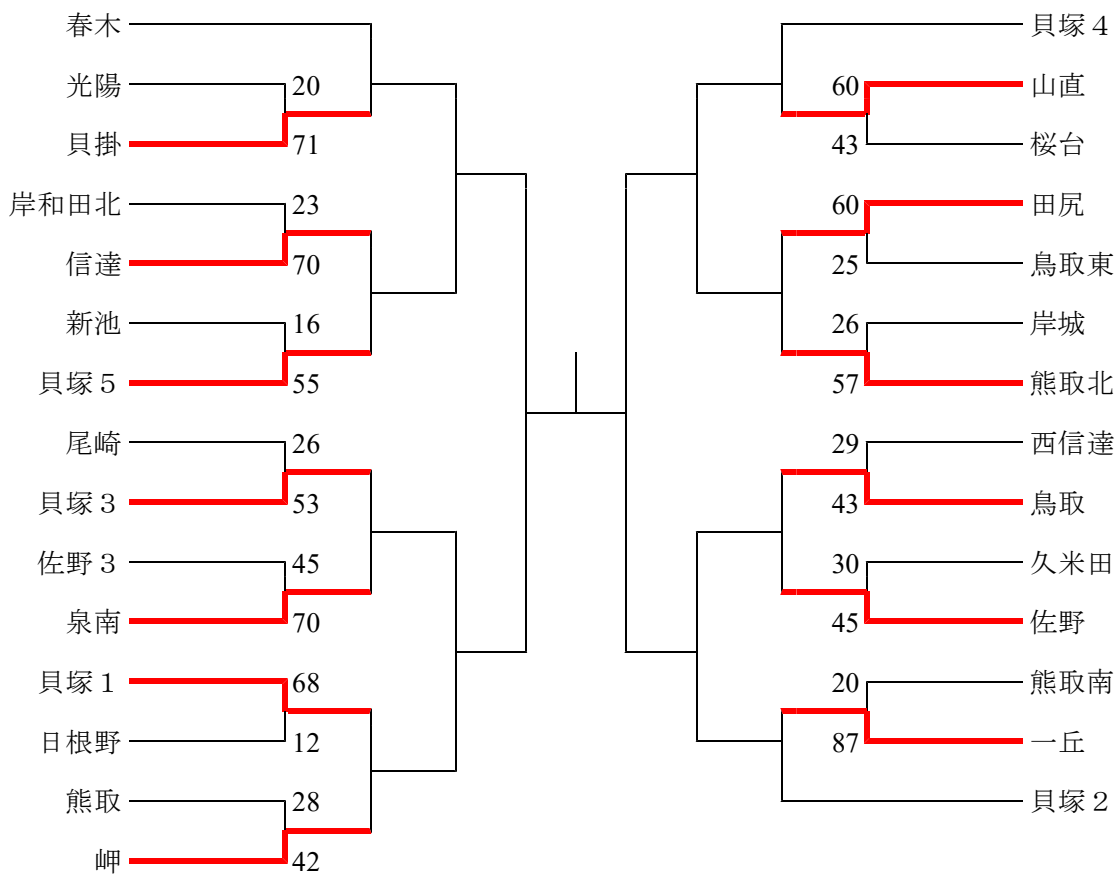 春木
光陽 20
貝掛 71
岸和田北 23
信達 70
新池 16
貝塚５ 55
尾崎 26
貝塚３ 53
佐野３ 45
泉南 70
貝塚１ 68
日根野 12
熊取 28
岬 42
貝塚４
60 山直
43 桜台
60 田尻
25 鳥取東
26 岸城
57 熊取北
29 西信達
43 鳥取
30 久米田
45 佐野
20 熊取南
87 一丘
貝塚２